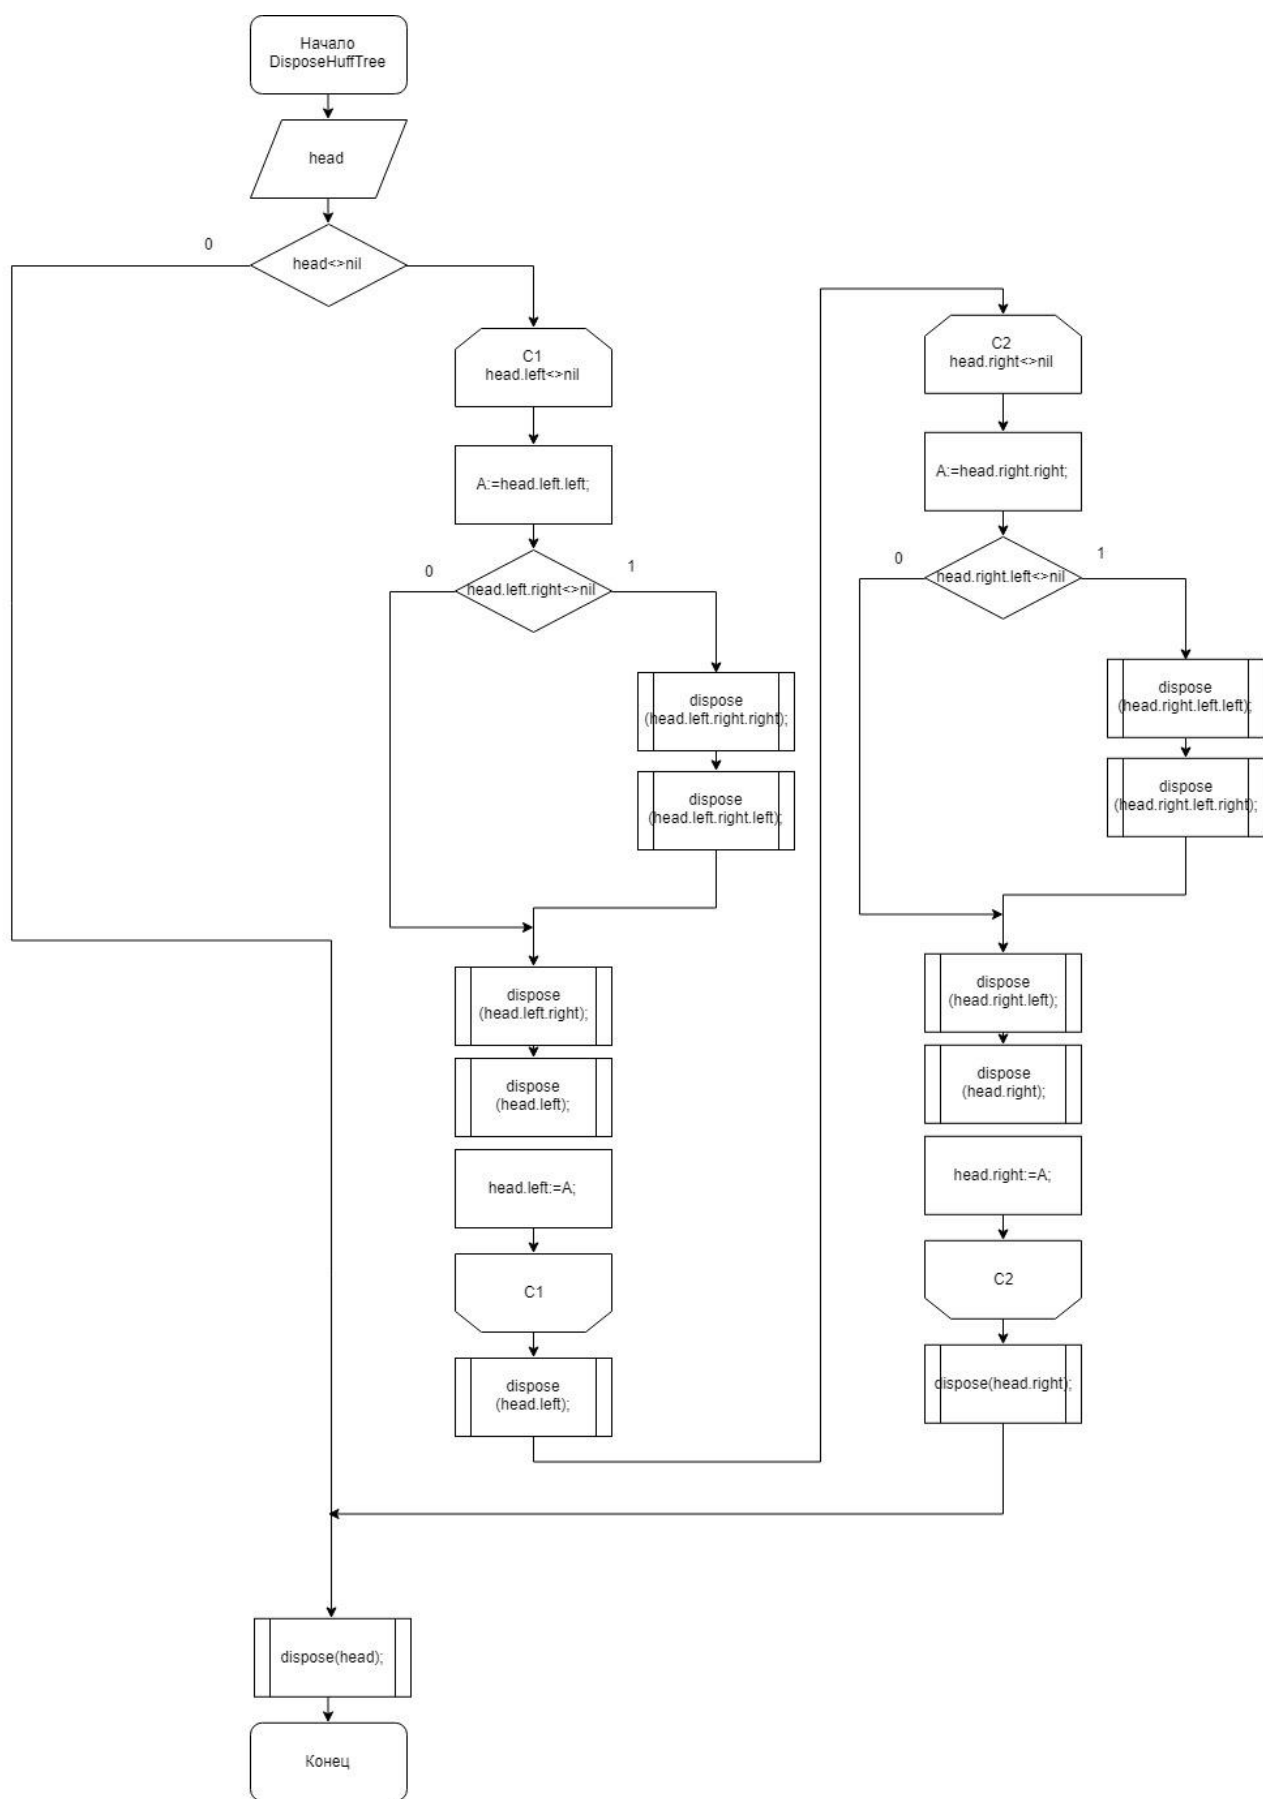 Начало
DisposeHuffTree
head
0
head<>nil
C1
head.left<>nil
A:=head.left.left;
0
head.left.right<>nil
1
dispose
(head.left.right.right);
dispose
(head.left.right.left);
dispose
(head.left.right);
dispose
(head.left);
head.left:=A;
C1
dispose
(head.left);
C2
head.right<>nil
A:=head.right.right;
0
head.right.left<>nil
1
dispose
(head.right.left.left);
dispose
(head.right.left.right);
dispose
(head.right.left);
dispose
(head.right);
head.right:=A;
C2
dispose(head.right);
dispose(head);
Конец